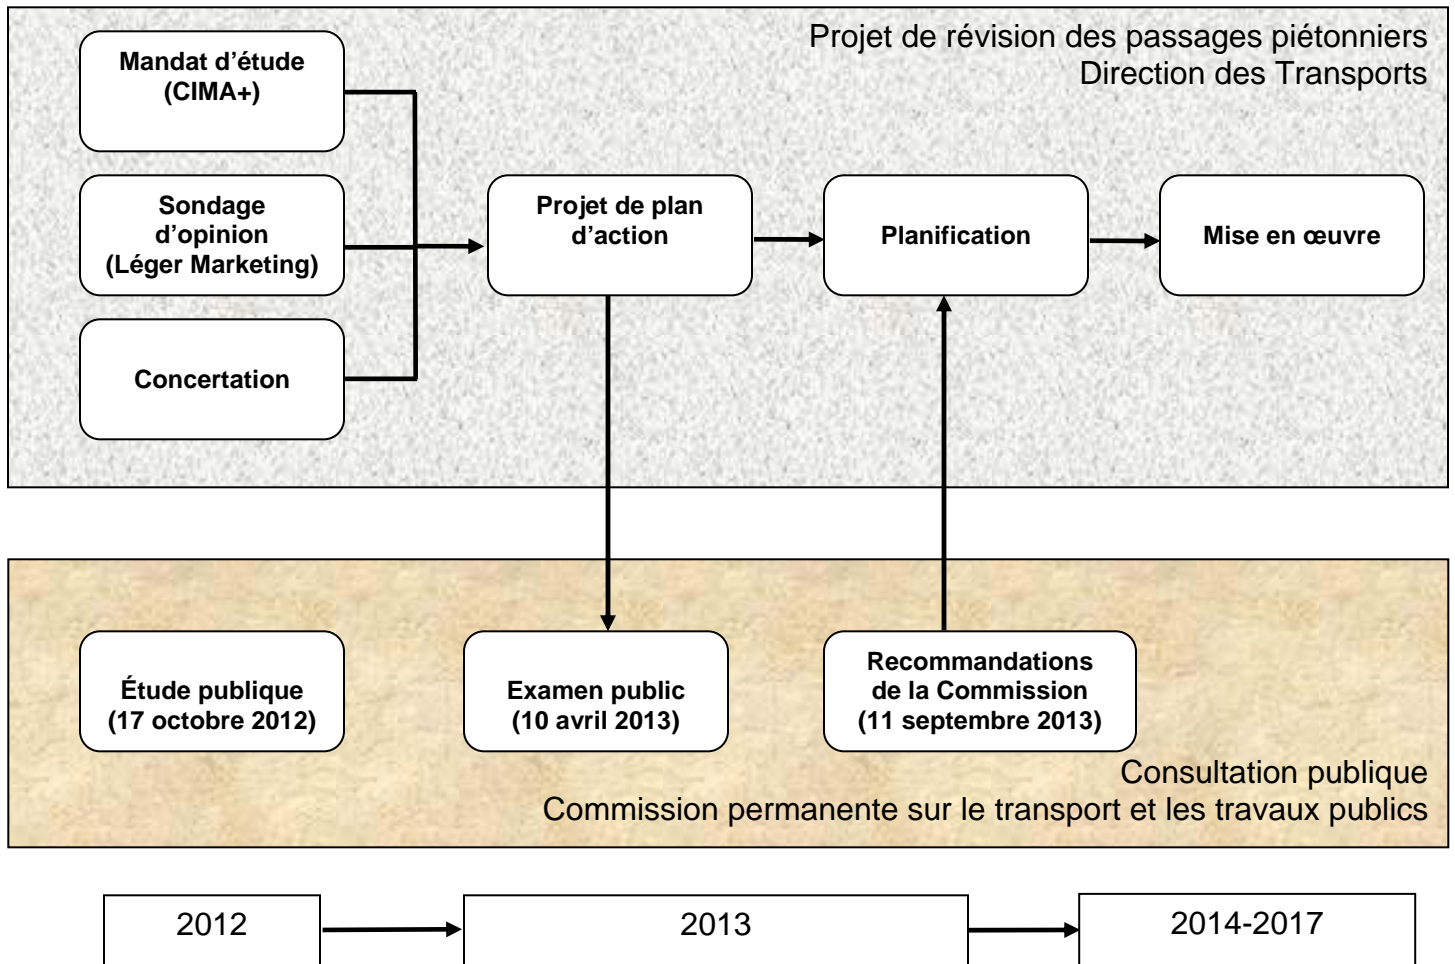 Projet de révision des passages piétonniers
Direction des Transports
Mandat d’étude
(CIMA+)
Sondage
d’opinion
(Léger Marketing)
Concertation
Projet de plan
d’action
Planification
Mise en œuvre
Étude publique
(17 octobre 2012)
Examen public
(10 avril 2013)
Recommandations
de la Commission
(11 septembre 2013)
Consultation publique
Commission permanente sur le transport et les travaux publics
2012
2013
2014-2017